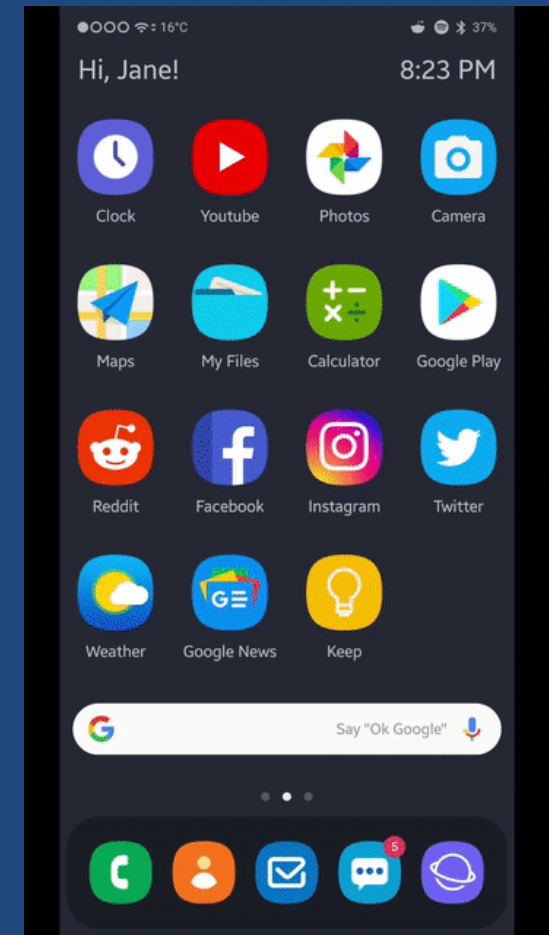 16°C 37%
Hi, Jane! 8:23 PM
Clock Youtube Photos Camera
Maps My Files Calculator Google Play
Reddit Facebook Instagram Twitter
GE
Weather Google News Keep
G Say "Ok Google"
5